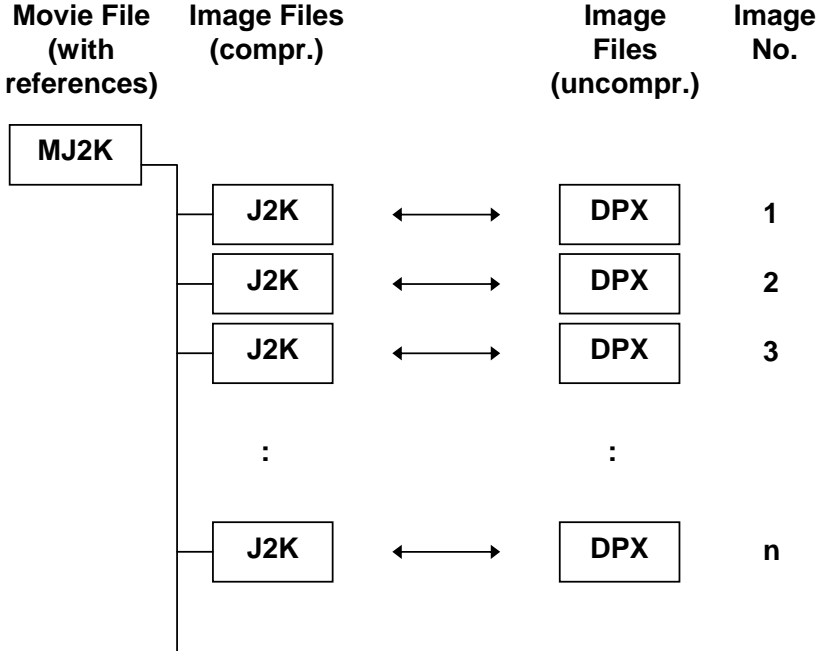 Movie File Image Files Image Image
(with (compr.) Files No.
references) (uncompr.)
MJ2K
J2K DPX 1
J2K DPX 2
J2K DPX 3
: :
J2K DPX n